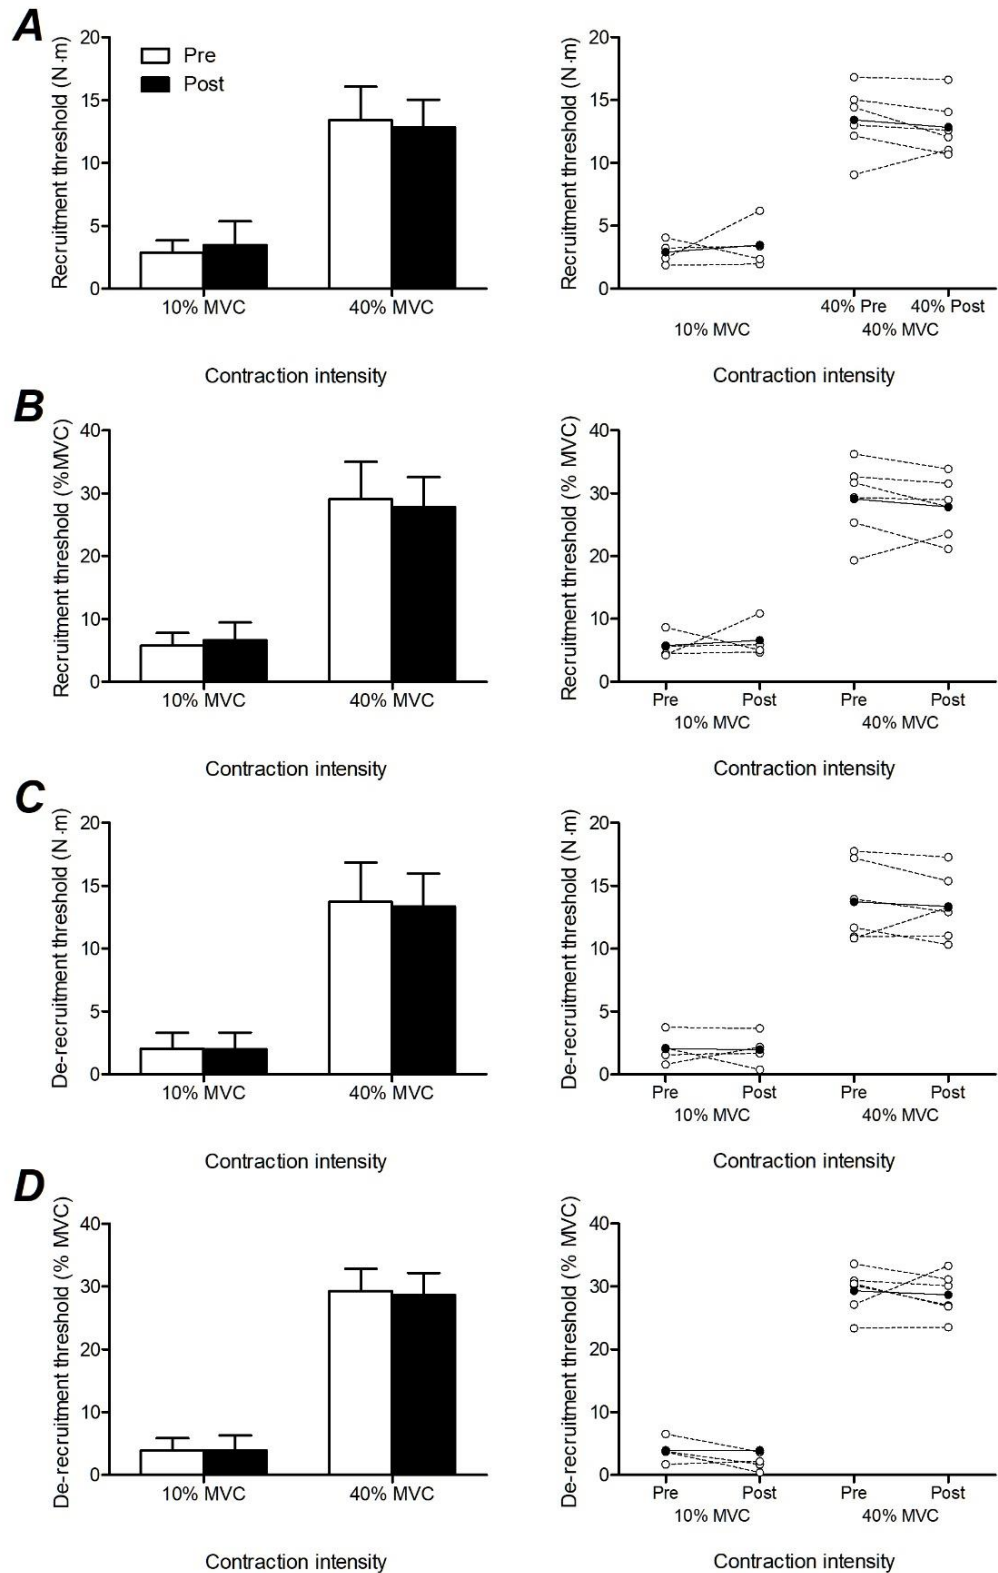 A
Recruitment threshold (N·m)
20
15
10
5
0
Pre
Post
10% MVC
40% MVC
Contraction intensity
Recruitment threshold (N·m)
20
15
10
5
0
40% Pre
40% Post
10% MVC
40% MVC
Contraction intensity
B
Recruitment threshold (%MVC)
40
30
20
10
0
10% MVC
40% MVC
Contraction intensity
Recruitment threshold (% MVC)
40
30
20
10
0
Pre
Post
Pre
Post
10% MVC
40% MVC
Contraction intensity
C
De-recruitment threshold (N·m)
20
15
10
5
0
10% MVC
40% MVC
Contraction intensity
De-recruitment threshold (N·m)
20
15
10
5
0
Pre
Post
Pre
Post
10% MVC
40% MVC
Contraction intensity
D
De-recruitment threshold (% MVC)
40
30
20
10
0
10% MVC
40% MVC
Contraction intensity
De-recruitment threshold (% MVC)
40
30
20
10
0
Pre
Post
Pre
Post
10% MVC
40% MVC
Contraction intensity